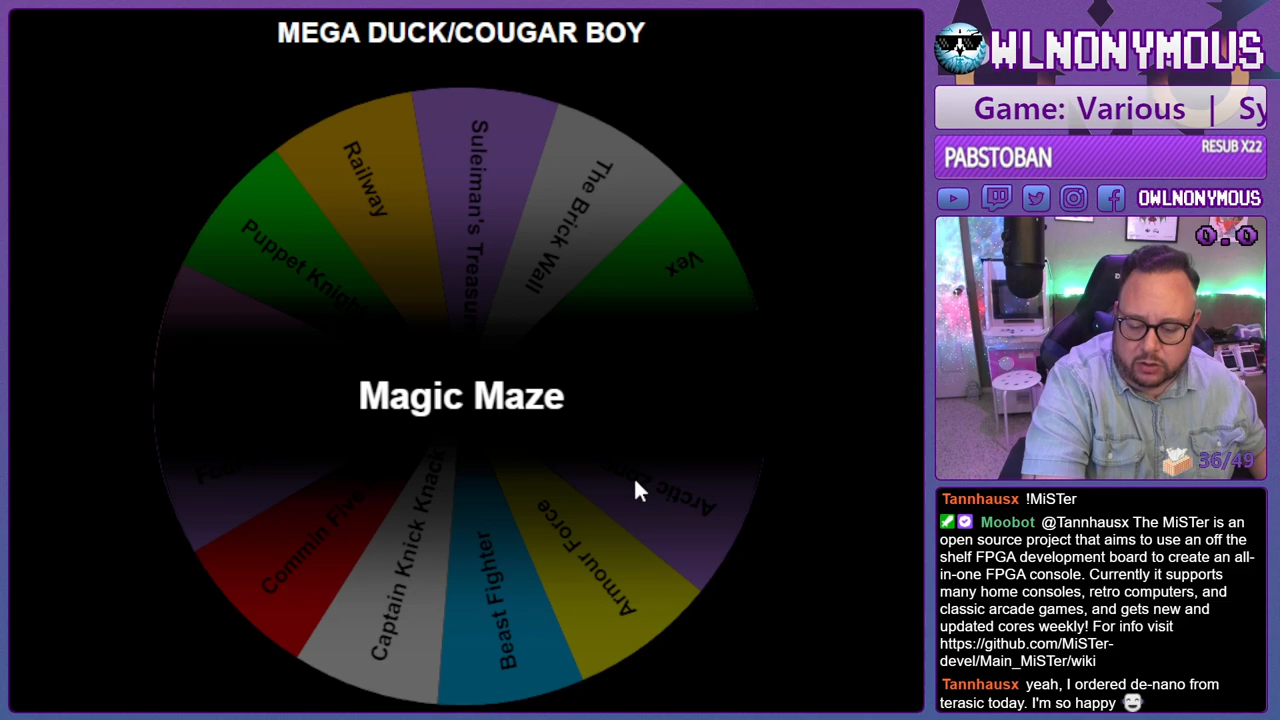 MEGA DUCK/COUGAR BOY
Railway
Suleiman's Treasur
The Brick Wall
Vex
Puppet Knight
Magic Maze
Arctic Zone
Armour Force
Beast Fighter
Captain Knick Knack
Commin Five
WLNONYMOUS
Game: Various | Sy
PABSTOBAN
RESUB X22
OWLNONYMOUS
0.0
36/49
Tannhausx !MiSTer
Moobot @Tannhausx The MiSTer is an
open source project that aims to use an off the
shelf FPGA development board to create an all-
in-one FPGA console. Currently it supports
many home consoles, retro computers, and
classic arcade games, and gets new and
updated cores weekly! For info visit
https://github.com/MiSTer-
devel/Main_MiSTer/wiki
Tannhausx yeah, I ordered de-nano from
terasic today. I'm so happy